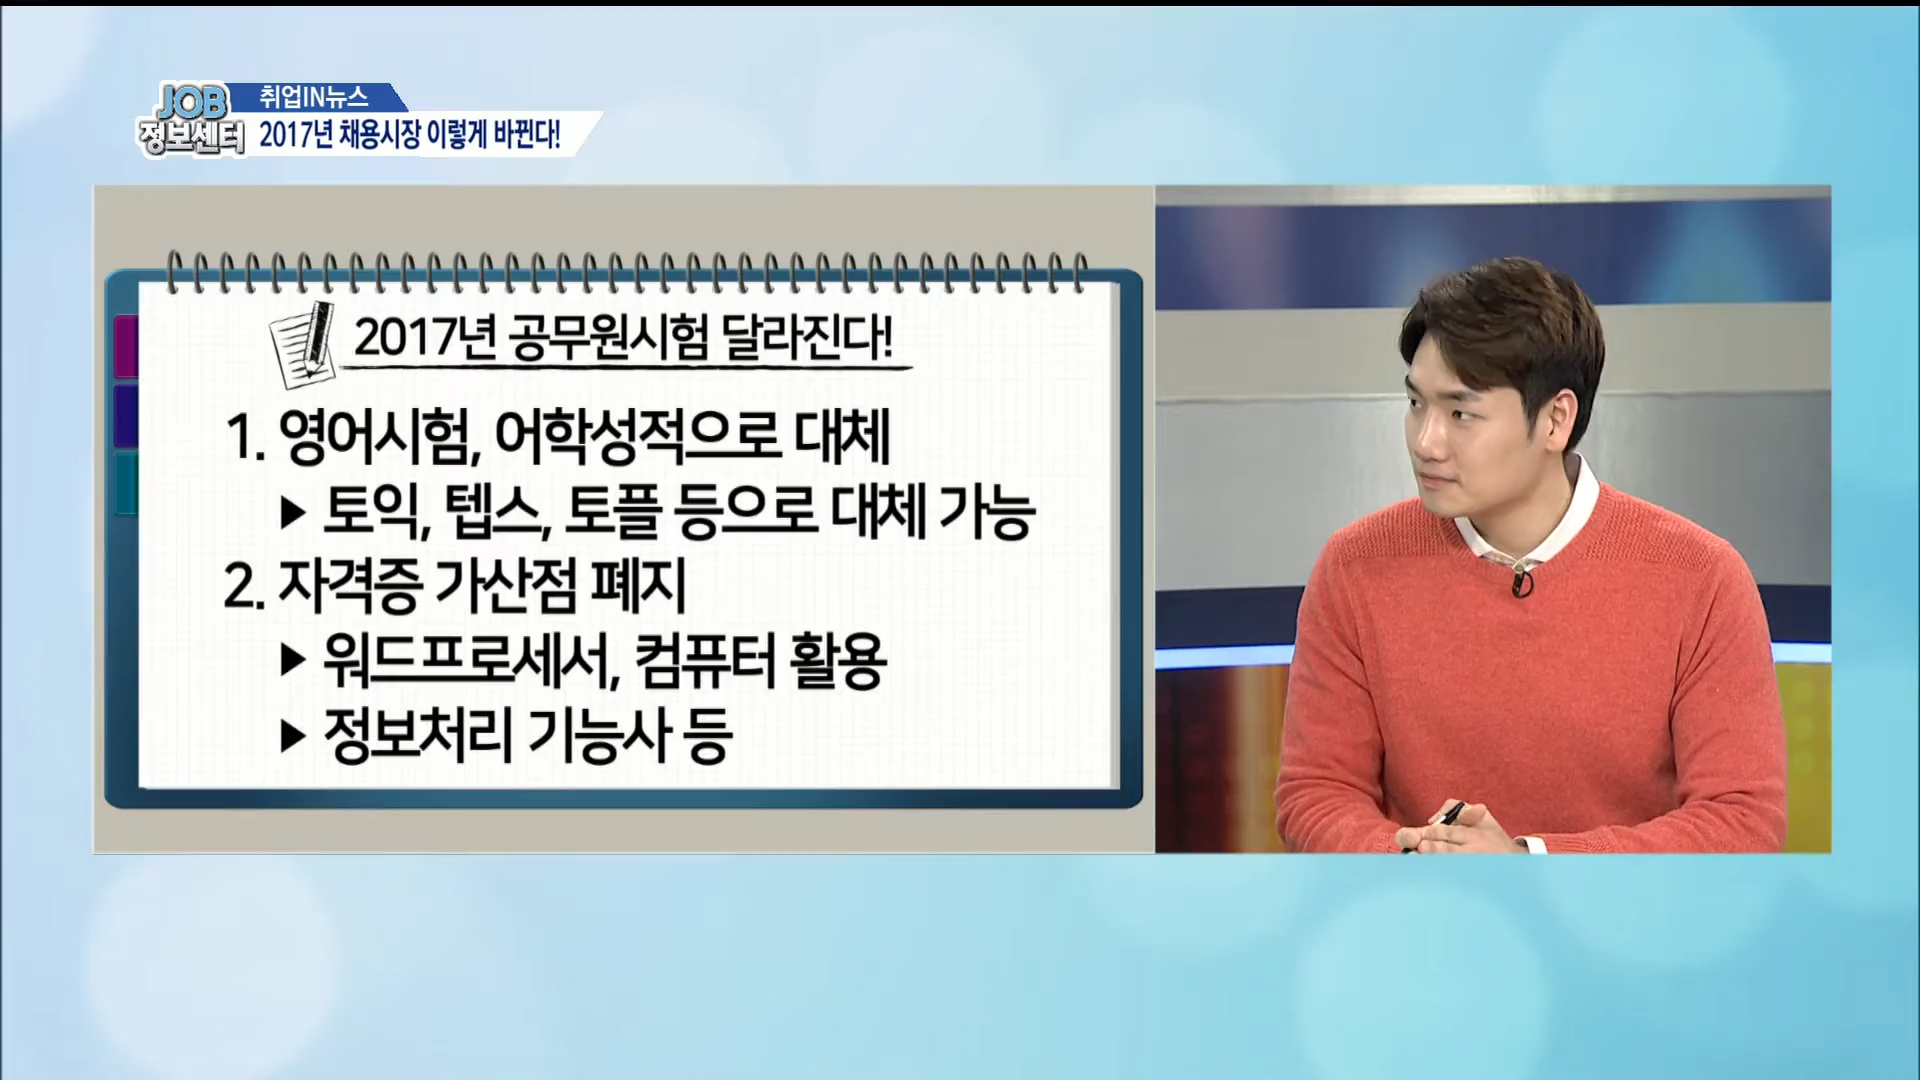 JOB
정보센터
취업IN뉴스
2017년 채용시장 이렇게 바뀐다!
2017년 공무원시험 달라진다!
1. 영어시험, 어학성적으로 대체
▶ 토익, 텝스, 토플 등으로 대체 가능
2. 자격증 가산점 폐지
▶ 워드프로세서, 컴퓨터 활용
▶ 정보처리 기능사 등